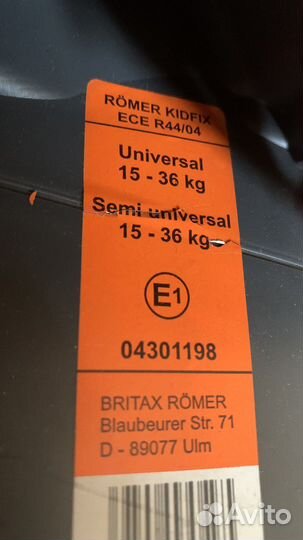 RÖMER KIDFIX
ECE R44/04
Universal
15 - 36 kg
Semi universal
15 - 36 kg
E1
04301198
BRITAX RÖMER
Blaubeurer Str. 71
D - 89077 Ulm
Avito